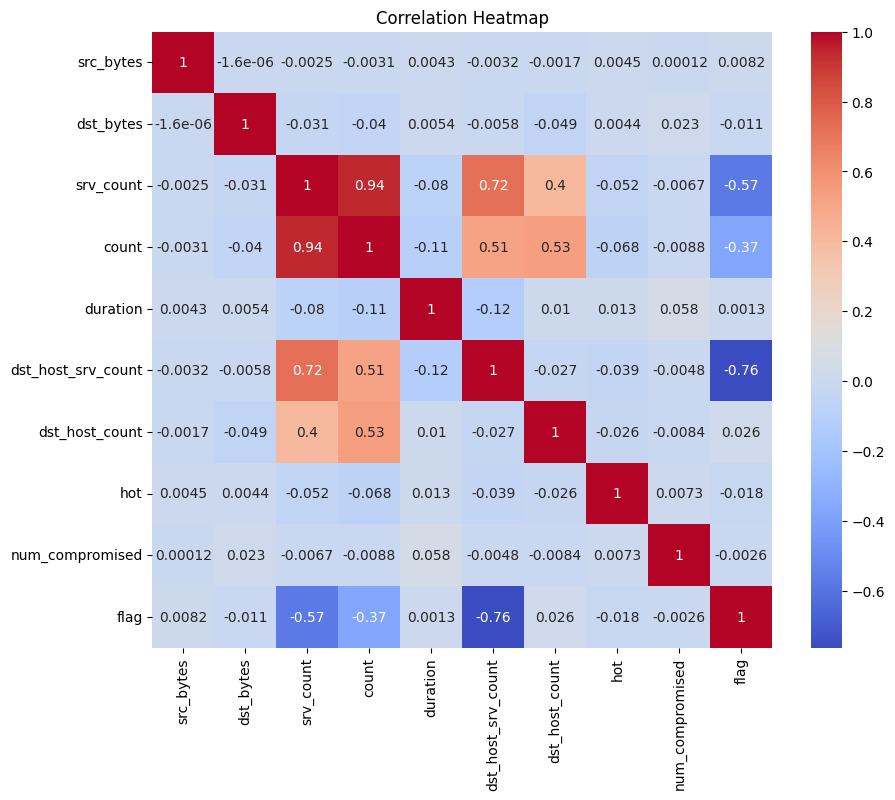 Correlation Heatmap
src_bytes 1 -1.6e-06 -0.0025 -0.0031 0.0043 -0.0032 -0.0017 0.0045 0.00012 0.0082
dst_bytes -1.6e-06 1 -0.031 -0.04 0.0054 -0.0058 -0.049 0.0044 0.023 -0.011
srv_count -0.0025 -0.031 1 0.94 -0.08 0.72 0.4 -0.052 -0.0067 -0.57
count -0.0031 -0.04 0.94 1 -0.11 0.51 0.53 -0.068 -0.0088 -0.37
duration 0.0043 0.0054 -0.08 -0.11 1 -0.12 0.01 0.013 0.058 0.0013
dst_host_srv_count -0.0032 -0.0058 0.72 0.51 -0.12 1 -0.027 -0.039 -0.0048 -0.76
dst_host_count -0.0017 -0.049 0.4 0.53 0.01 -0.027 1 -0.026 -0.0084 0.026
hot 0.0045 0.0044 -0.052 -0.068 0.013 -0.039 -0.026 1 0.0073 -0.018
num_compromised 0.00012 0.023 -0.0067 -0.0088 0.058 -0.0048 -0.0084 0.0073 1 -0.0026
flag 0.0082 -0.011 -0.57 -0.37 0.0013 -0.76 0.026 -0.018 -0.0026 1
src_bytes
dst_bytes
srv_count
count
duration
dst_host_srv_count
dst_host_count
hot
num_compromised
flag
1.0
0.8
0.6
0.4
0.2
0.0
−0.2
−0.4
−0.6